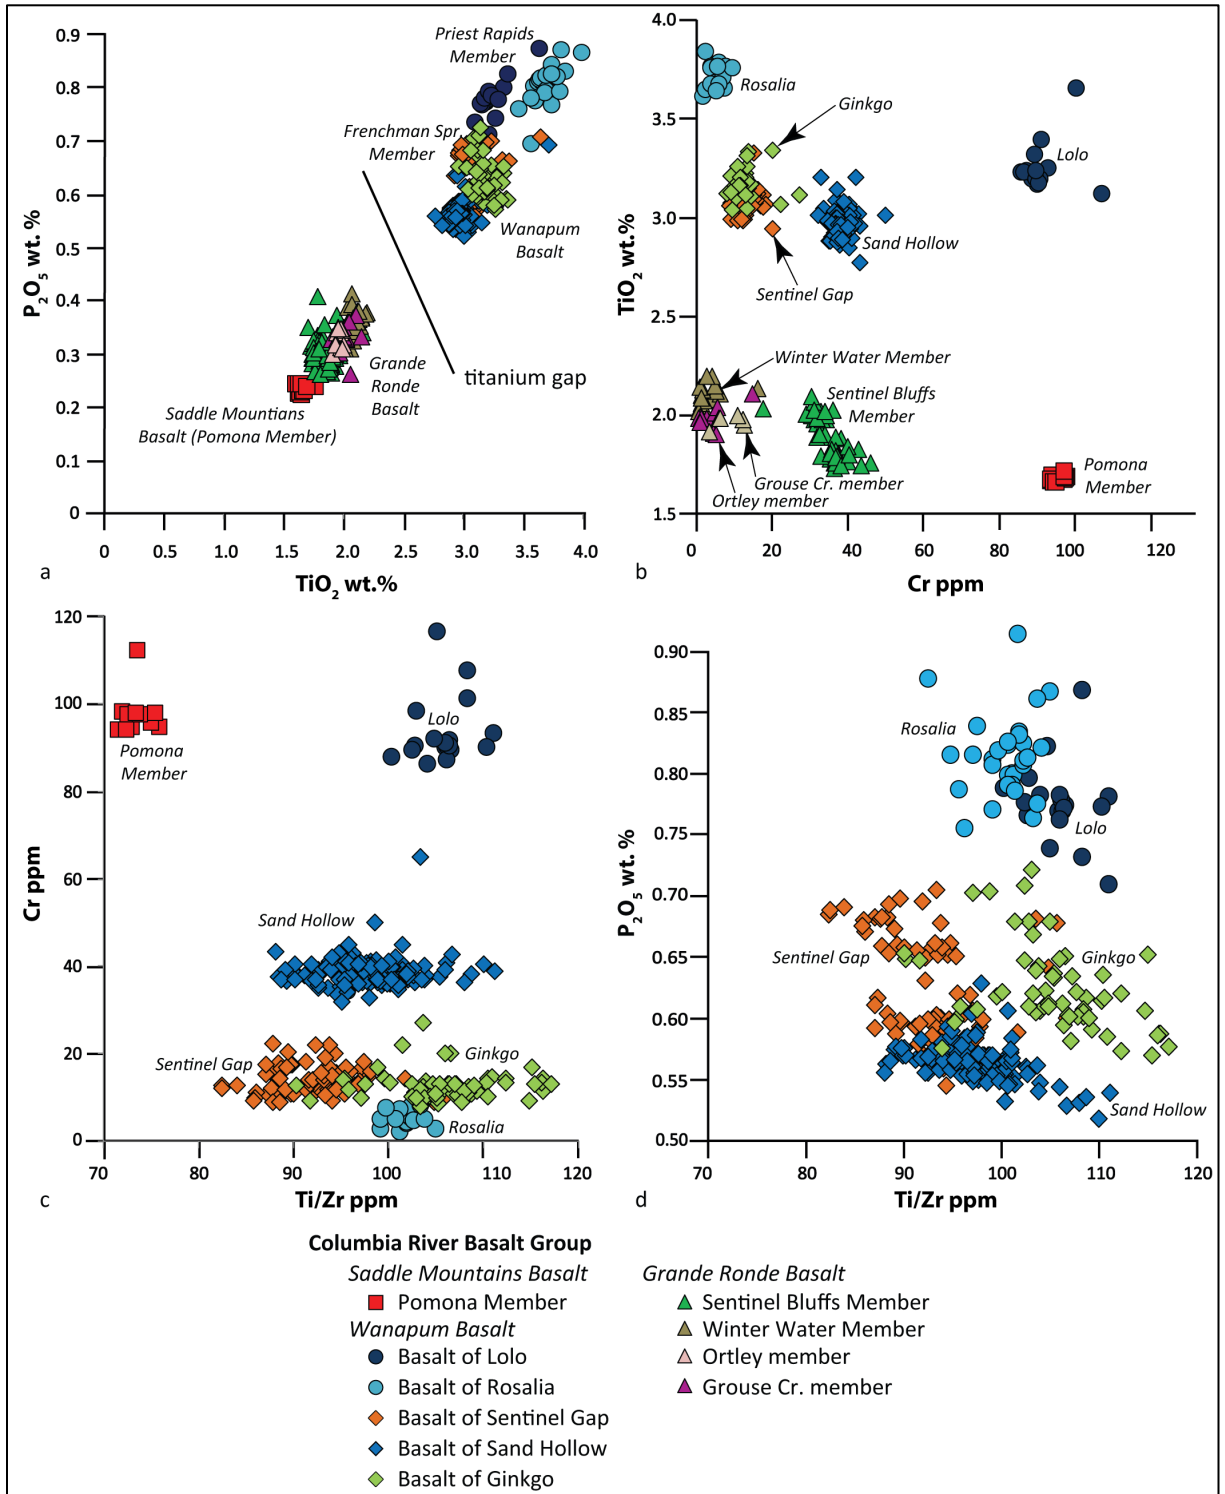 0.9
0.8
0.7
0.6
0.5
0.4
0.3
0.2
0.1
0
P2O5 wt. %
Priest Rapids
Member
Frenchman Spr.
Member
Wanapum
Basalt
Grande
Ronde
Basalt
titanium gap
Saddle Mountians
Basalt (Pomona Member)
0 0.5 1.0 1.5 2.0 2.5 3.0 3.5 4.0
a
TiO2 wt.%
4.0
3.5
3.0
2.5
2.0
1.5
TiO2 wt.%
Rosalia
Ginkgo
Lolo
Sand Hollow
Sentinel Gap
Winter Water Member
Sentinel Bluffs
Member
Grouse Cr. member
Ortley member
Pomona
Member
0 20 40 60 80 100 120
b
Cr ppm
120
100
80
60
40
20
0
Cr ppm
Pomona
Member
Lolo
Sand Hollow
Sentinel Gap
Ginkgo
Rosalia
70 80 90 100 110 120
c
Ti/Zr ppm
0.90
0.85
0.80
0.75
0.70
0.65
0.60
0.55
0.50
P2O5 wt. %
Rosalia
Lolo
Sentinel Gap
Ginkgo
Sand Hollow
70 80 90 100 110 120
d
Ti/Zr ppm
Columbia River Basalt Group
Saddle Mountains Basalt
Pomona Member
Wanapum Basalt
Basalt of Lolo
Basalt of Rosalia
Basalt of Sentinel Gap
Basalt of Sand Hollow
Basalt of Ginkgo
Grande Ronde Basalt
Sentinel Bluffs Member
Winter Water Member
Ortley member
Grouse Cr. member